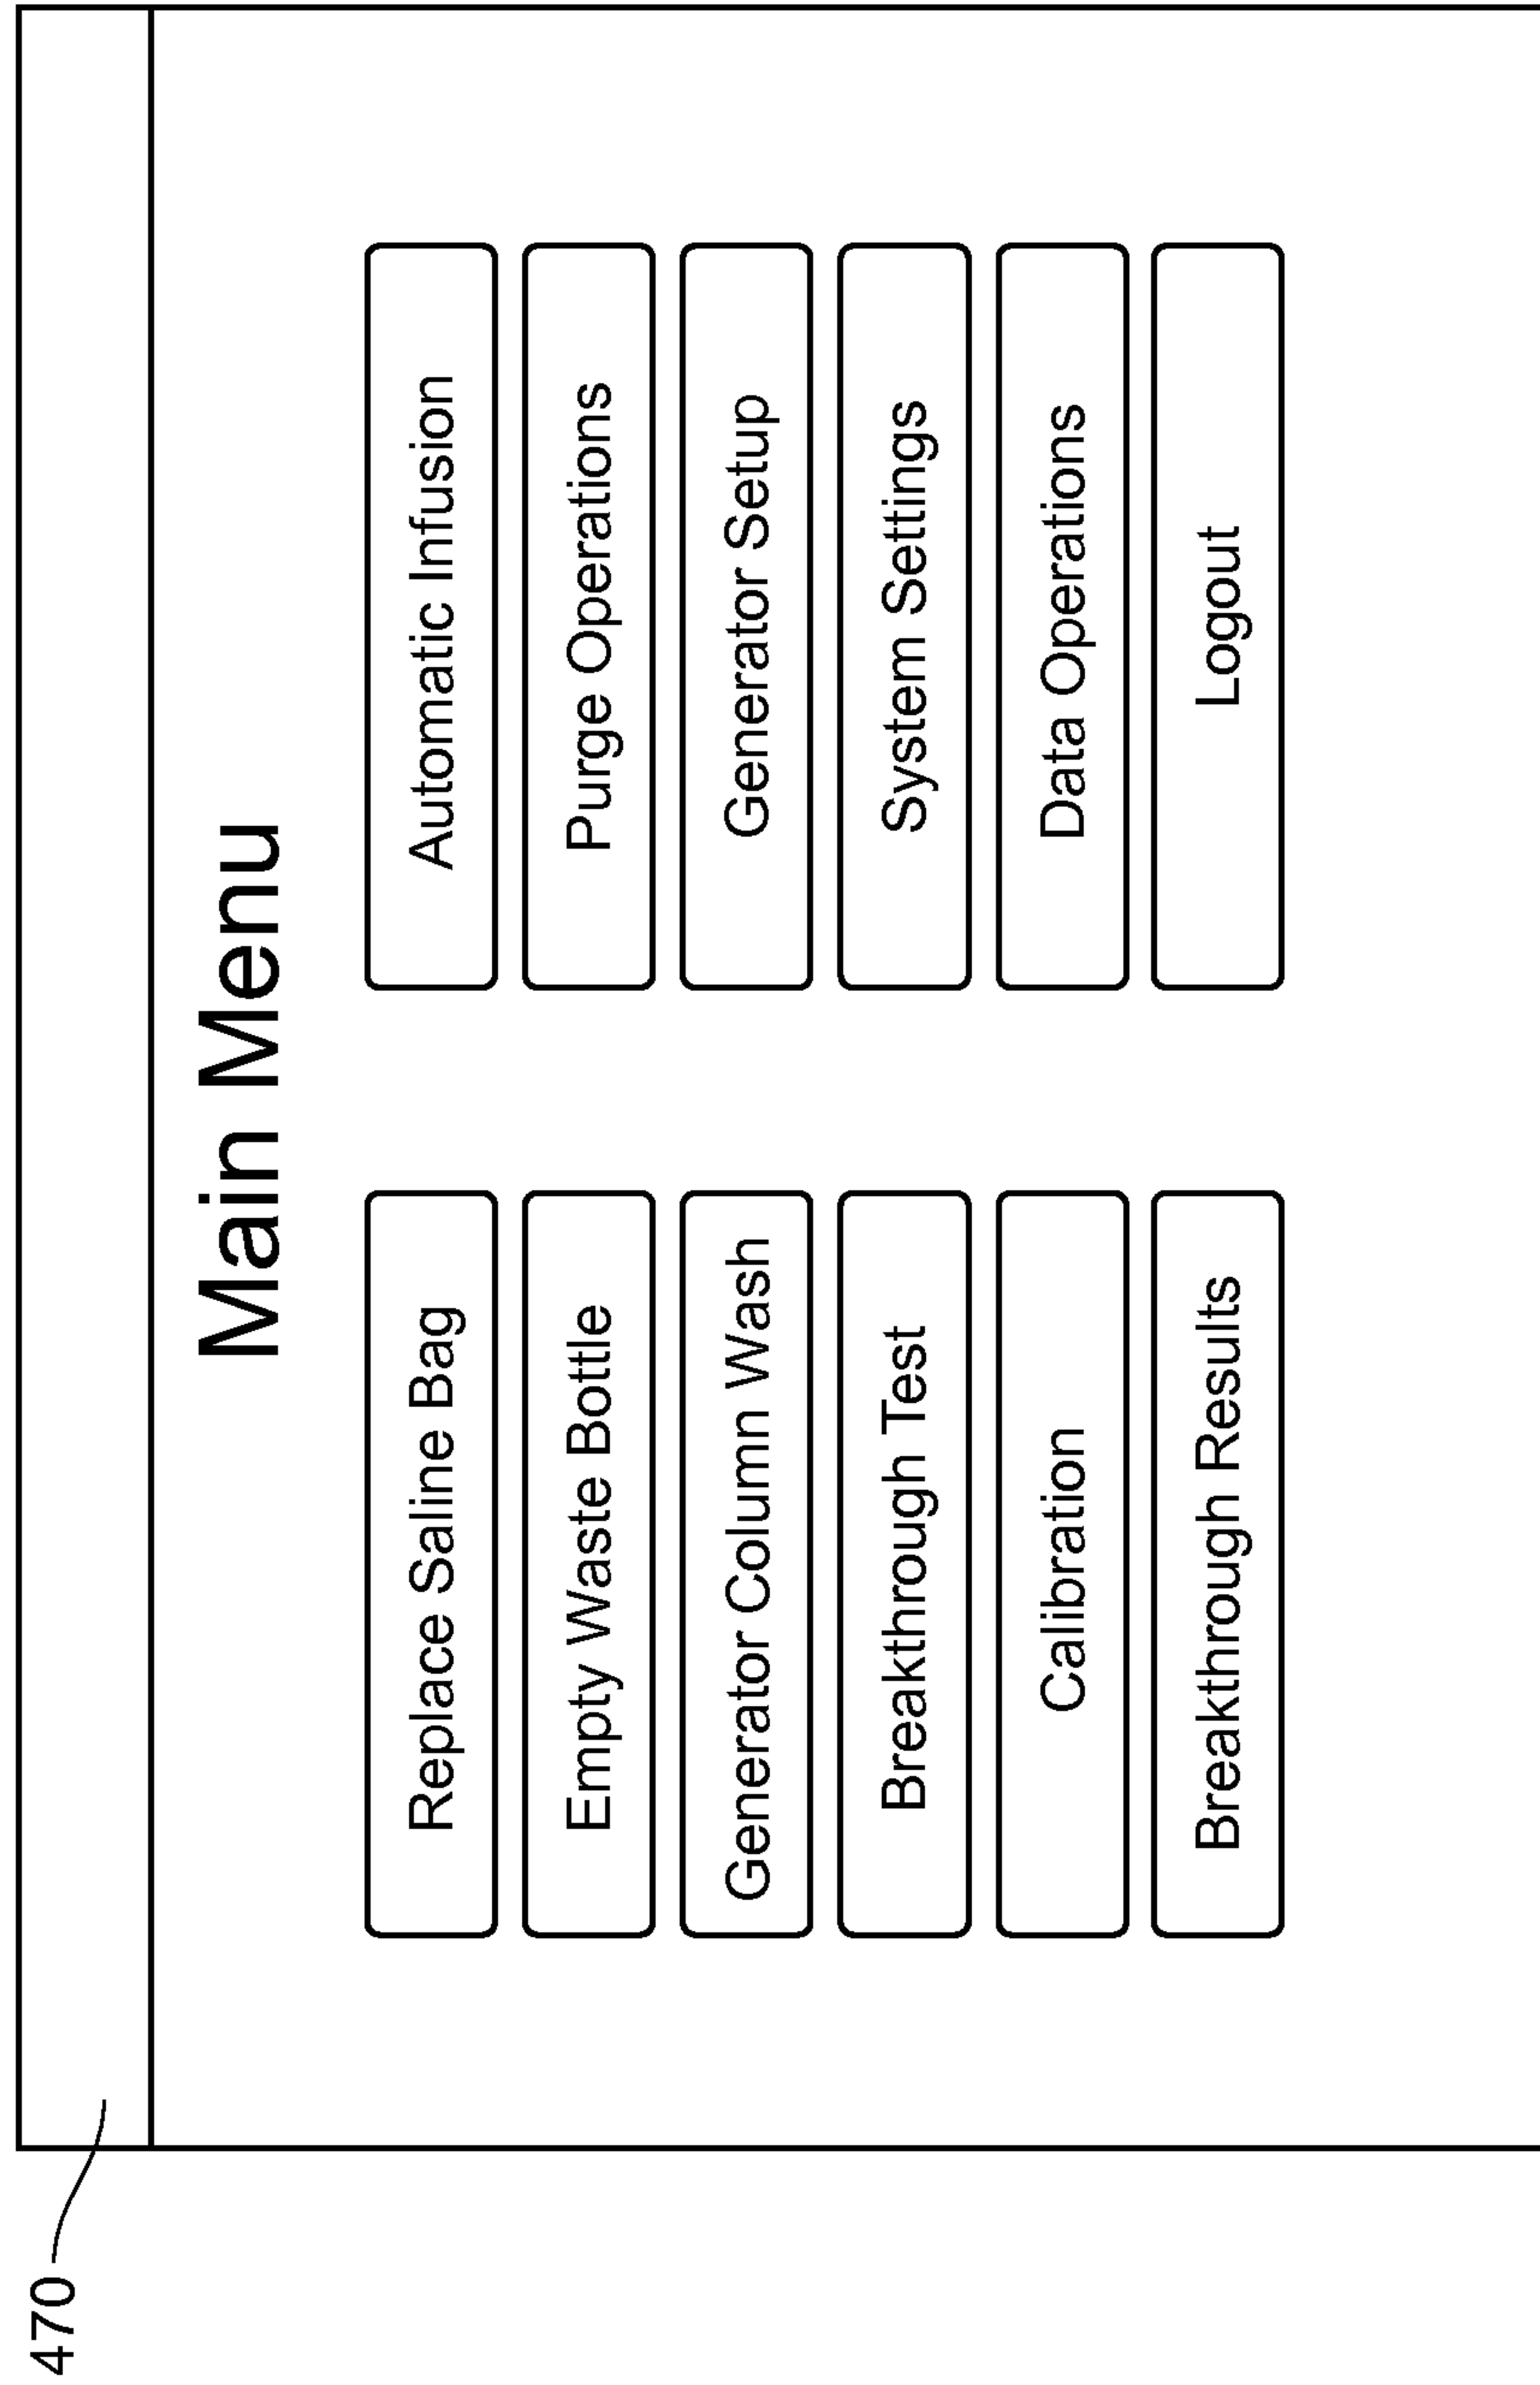 470
Main Menu
Replace Saline Bag
Empty Waste Bottle
Generator Column Wash
Breakthrough Test
Calibration
Breakthrough Results
Automatic Infusion
Purge Operations
Generator Setup
System Settings
Data Operations
Logout